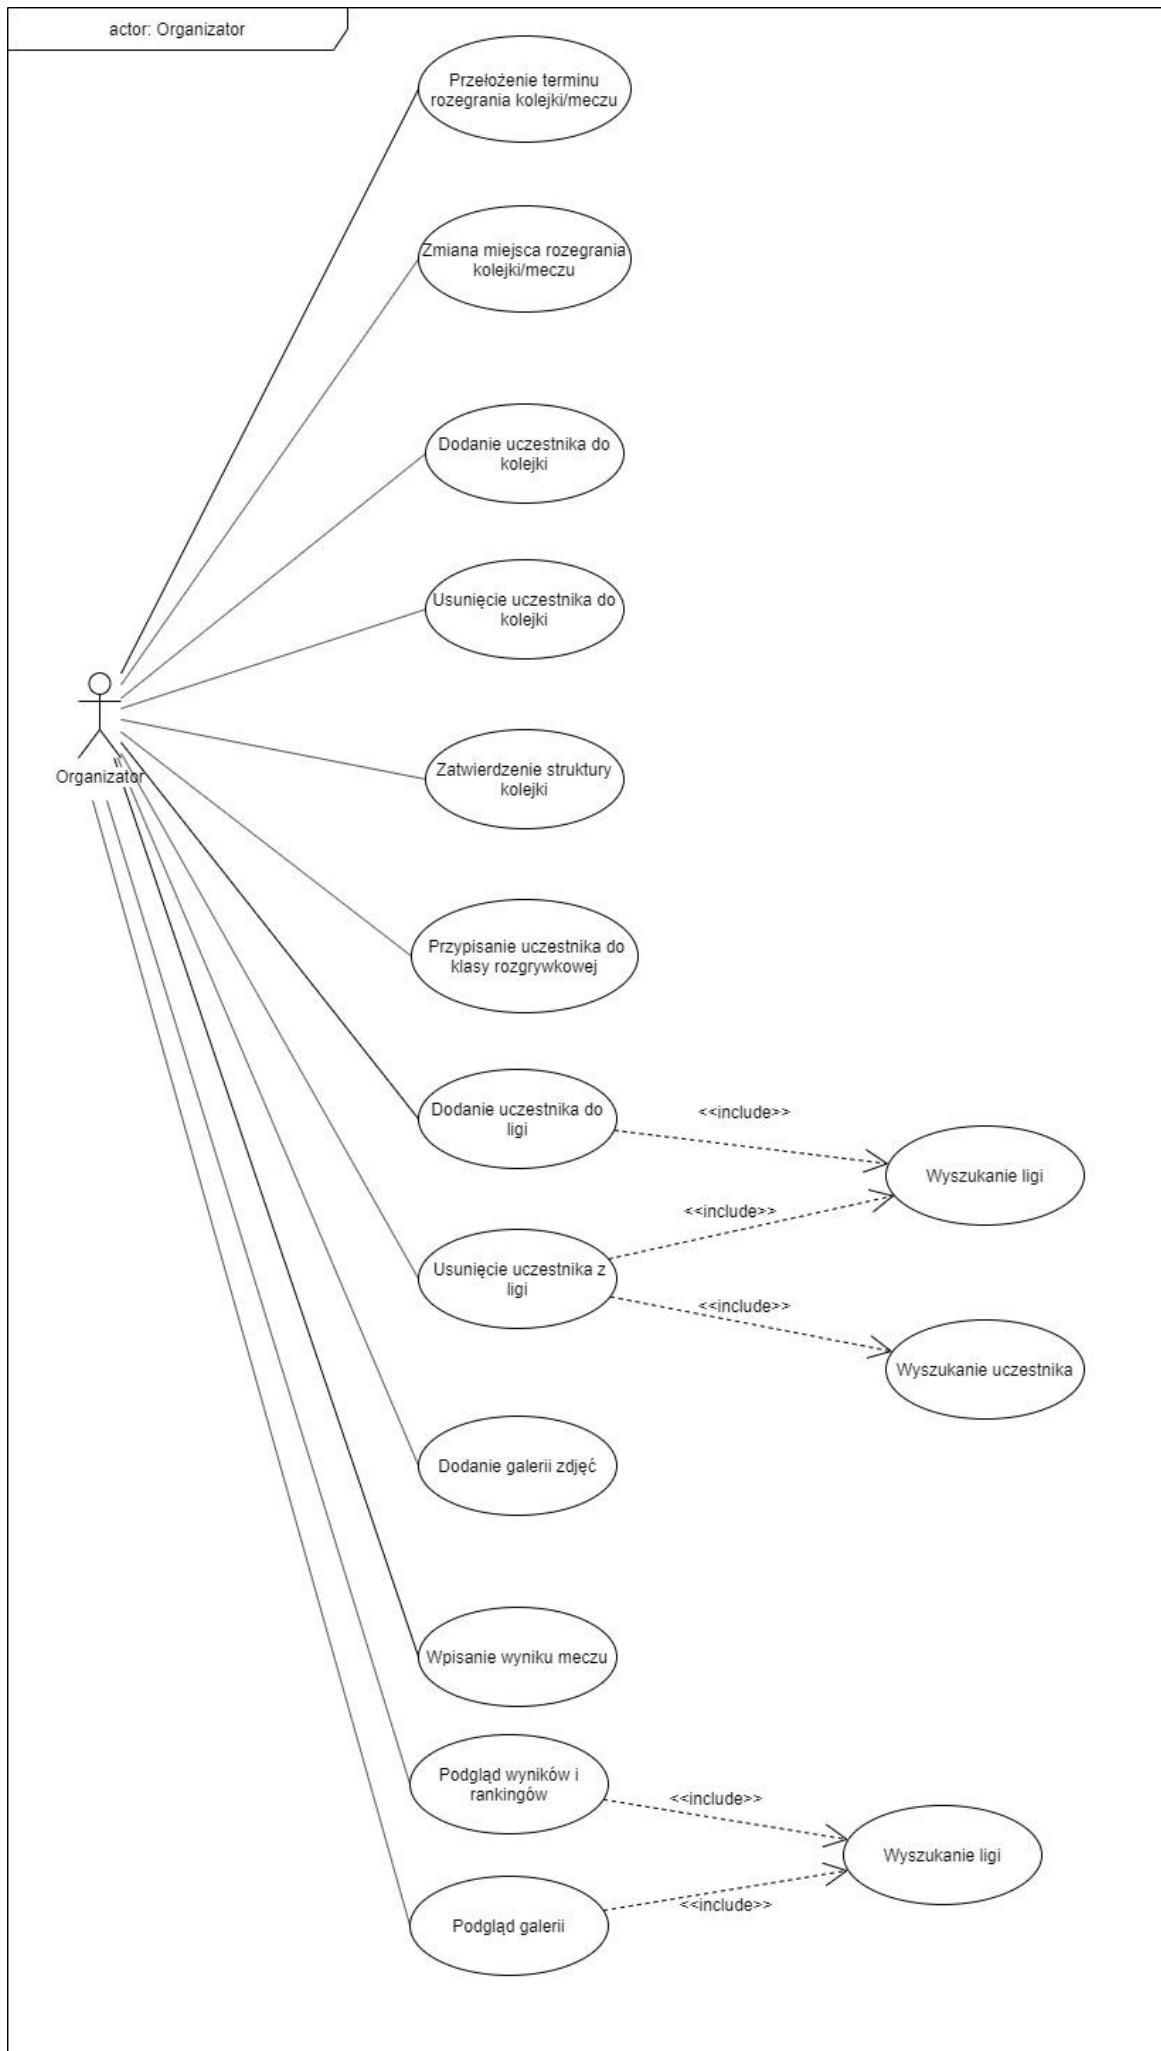 actor: Organizator
Przełożenie terminu
rozegrania kolejki/meczu
Zmiana miejsca rozegrania
kolejki/meczu
Dodanie uczestnika do
kolejki
Usunięcie uczestnika do
kolejki
Organizator
Zatwierdzenie struktury
kolejki
Przypisanie uczestnika do
klasy rozgrywkowej
Dodanie uczestnika do
ligi
<<include>>
Wyszukanie ligi
<<include>>
Usunięcie uczestnika z
ligi
<<include>>
Wyszukanie uczestnika
Dodanie galerii zdjęć
Wpisanie wyniku meczu
Podgląd wyników i
rankingów
<<include>>
Wyszukanie ligi
<<include>>
Podgląd galerii